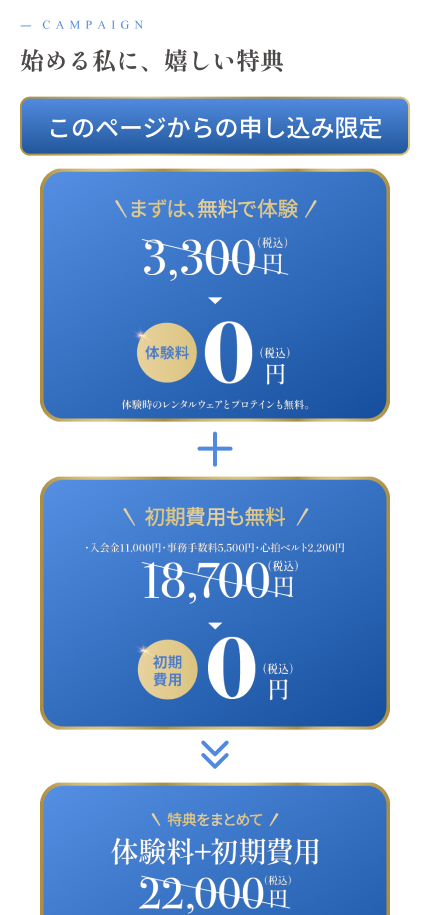 — CAMPAIGN
始める私に、嬉しい特典
このページからの申し込み限定
\ まずは、無料で体験 /
3,300円(税込)
体験料 0円(税込)
体験時のレンタルウェアとプロテインも無料。
+
\ 初期費用も無料 /
・入会金11,000円・事務手数料5,500円・心拍ベルト2,200円
18,700円(税込)
初期費用 0円(税込)
\ 特典をまとめて /
体験料+初期費用
22,000円(税込)